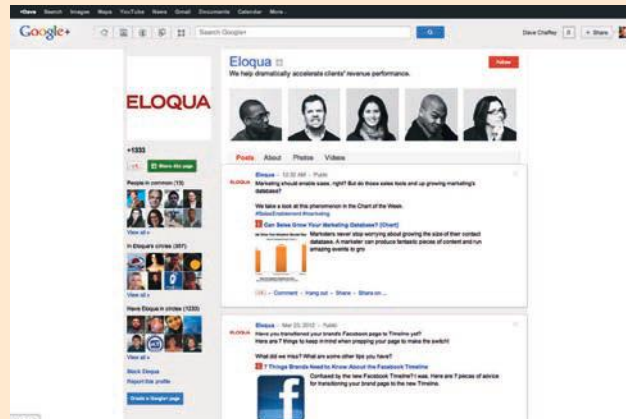 +Dave Search Images Maps YouTube News Gmail Documents Calendar More
Google+
Search Google+
Dave Chaffey 0 + Share
ELOQUA
Eloqua
We help dramatically accelerate clients' revenue performance.
Follow
+1333
Share this page
People in common (13)
View all »
In Eloqua's circles (857)
View all »
Have Eloqua in circles (1233)
View all »
Block Eloqua
Report this profile
Create a Google+ page
Posts About Photos Videos
ELOQUA
Eloqua - 12:30 AM - Public
Marketing should enable sales, right? But do those sales tools end up growing marketing's
database?
We take a look at this phenomenon in the Chart of the Week.
#SalesEnablement #marketing
Can Sales Grow Your Marketing Database? [Chart]
Marketers never stop worrying about growing the size of their contact
database. A marketer can produce fantastic pieces of content and run
amazing events to gro
Comment - Hang out - Share - Share on ...
ELOQUA
Eloqua - Mar 23, 2012 - Public
Have you transitioned your brand's Facebook page to Timeline yet?
Here are 7 things to keep in mind when prepping your page to make the switch!
What did we miss? What are some other tips you have?
7 Things Brands Need to Know About the Facebook Timeline
Confused by the new Facebook Timeline? I was. Here are 7 pieces of advice
for transitioning your brand page to the new Timeline.
f